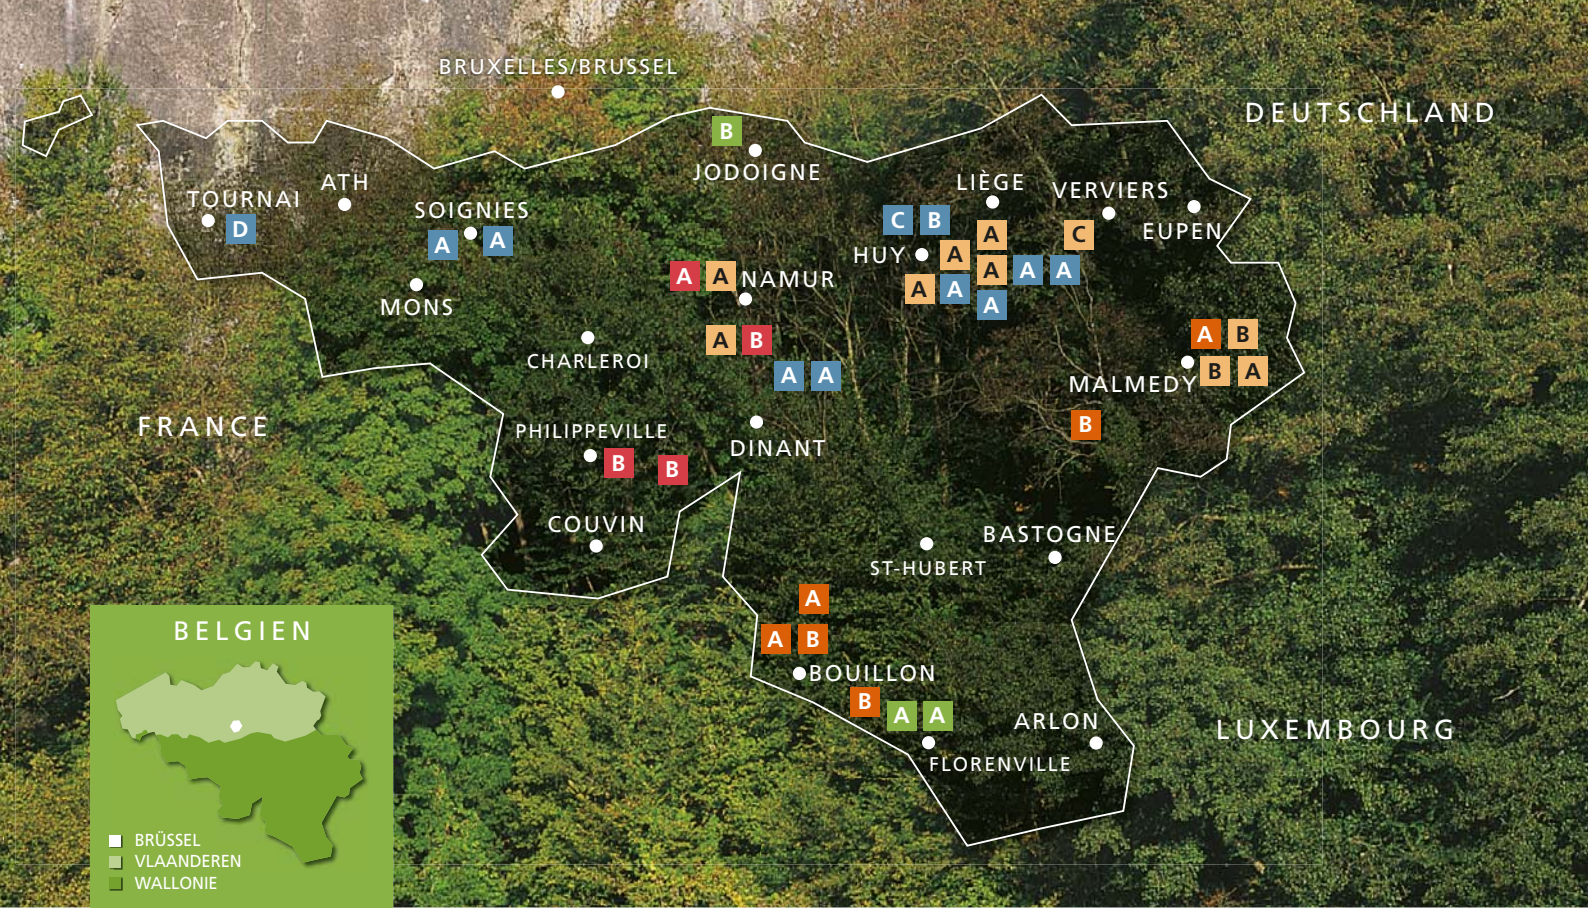 BRUXELLES/BRUSSEL
DEUTSCHLAND
B
JODOIGNE
ATH
TOURNAI
D
SOIGNIES
A A
MONS
LIÈGE
VERVIERS
EUPEN
C B
A
C
HUY
A
A A A
A A
A
A A NAMUR
A B
A A
CHARLEROI
A B
B A
MALMEDY
B
FRANCE
PHILIPPEVILLE
B B
DINANT
COUVIN
BASTOGNE
ST-HUBERT
A
A B
BOUILLON
B A A
ARLON
FLORENVILLE
LUXEMBOURG
BELGIEN
BRÜSSEL
VLAANDEREN
WALLONIE